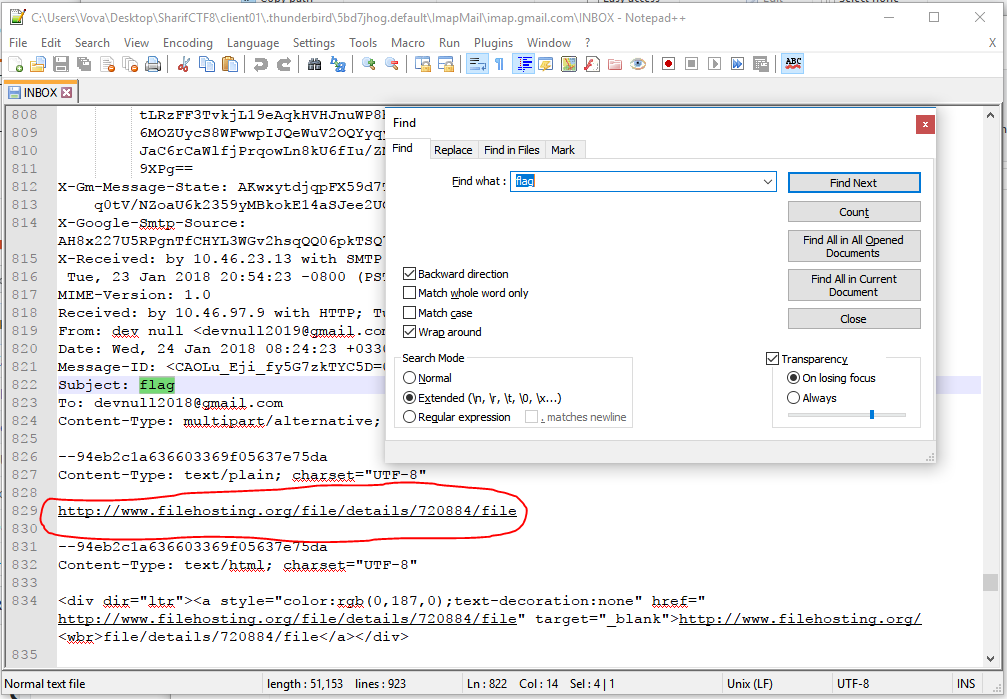 C:\Users\Vova\Desktop\SharifCTF8\client01\.thunderbird\5bd7jhog.default\ImapMail\imap.gmail.com\INBOX - Notepad++
File Edit Search View Encoding Language Settings Tools Macro Run Plugins Window ? X
INBOX
808 tLRzFF3TvkjL19eAqkHVHJnuWP8
809 6MOZUycS8WFwwpIJQeWuV2OQYyqy
810 JaC6rCaWlfjPrqowLn8kU6fIu/
811 9XPg==
812 X-Gm-Message-State: AKwxytdjqpFX59d7
813 q0tV/NZoaU6k2359yMBkokE14aSJee2U
814 X-Google-Smtp-Source:
AH8x227U5RPgnTfCHYL3WGv2hsqQQ06pkTSQ
815 X-Received: by 10.46.23.13 with SMTP
816 Tue, 23 Jan 2018 20:54:23 -0800 (PS
817 MIME-Version: 1.0
818 Received: by 10.46.97.9 with HTTP; Tu
819 From: dev null <devnull2019@gmail.com
820 Date: Wed, 24 Jan 2018 08:24:23 +033
821 Message-ID: <CAOLu_Eji_fy5G7zkTYC5D=
822 Subject: flag
823 To: devnull2018@gmail.com
824 Content-Type: multipart/alternative;
825
826 --94eb2c1a636603369f05637e75da
827 Content-Type: text/plain; charset="UTF-8"
828
829 http://www.filehosting.org/file/details/720884/file
830
831 --94eb2c1a636603369f05637e75da
832 Content-Type: text/html; charset="UTF-8"
833
834 <div dir="ltr"><a style="color:rgb(0,187,0);text-decoration:none" href="
http://www.filehosting.org/file/details/720884/file" target="_blank">http://www.filehosting.org/
<wbr>file/details/720884/file</a></div>
835
Find
Find Replace Find in Files Mark
Find what : flag
Find Next
Count
Find All in All Opened
Documents
Find All in Current
Document
Close
Backward direction
Match whole word only
Match case
Wrap around
Search Mode
Normal
Extended (\n, \r, \t, \0, \x...)
Regular expression . matches newline
Transparency
On losing focus
Always
Normal text file length : 51,153 lines : 923 Ln : 822 Col : 14 Sel : 4 | 1 Unix (LF) UTF-8 INS